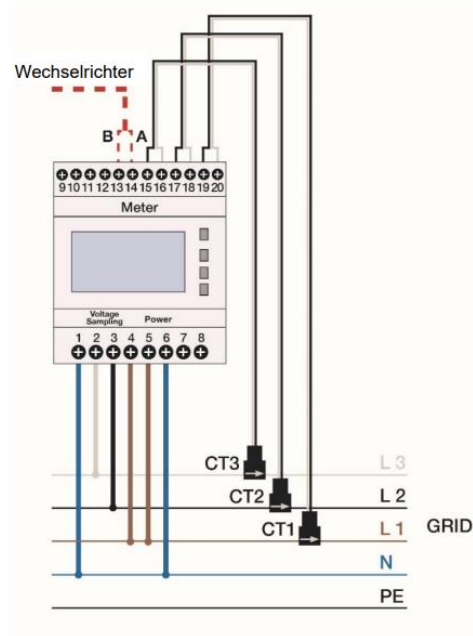 Wechselrichter
B A
9 10 11 12 13 14 15 16 17 18 19 20
Meter
Voltage Sampling Power
1 2 3 4 5 6 7 8
CT3 L 3
CT2 L 2
CT1 L 1 GRID
N
PE